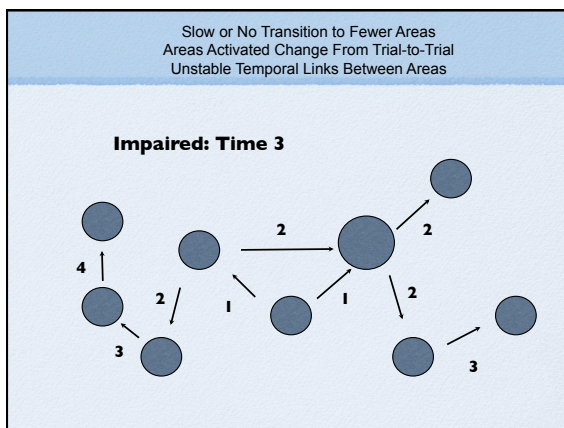 Slow or No Transition to Fewer Areas
Areas Activated Change From Trial-to-Trial
Unstable Temporal Links Between Areas
Impaired: Time 3
2
2
4
2
1
1
2
3
3